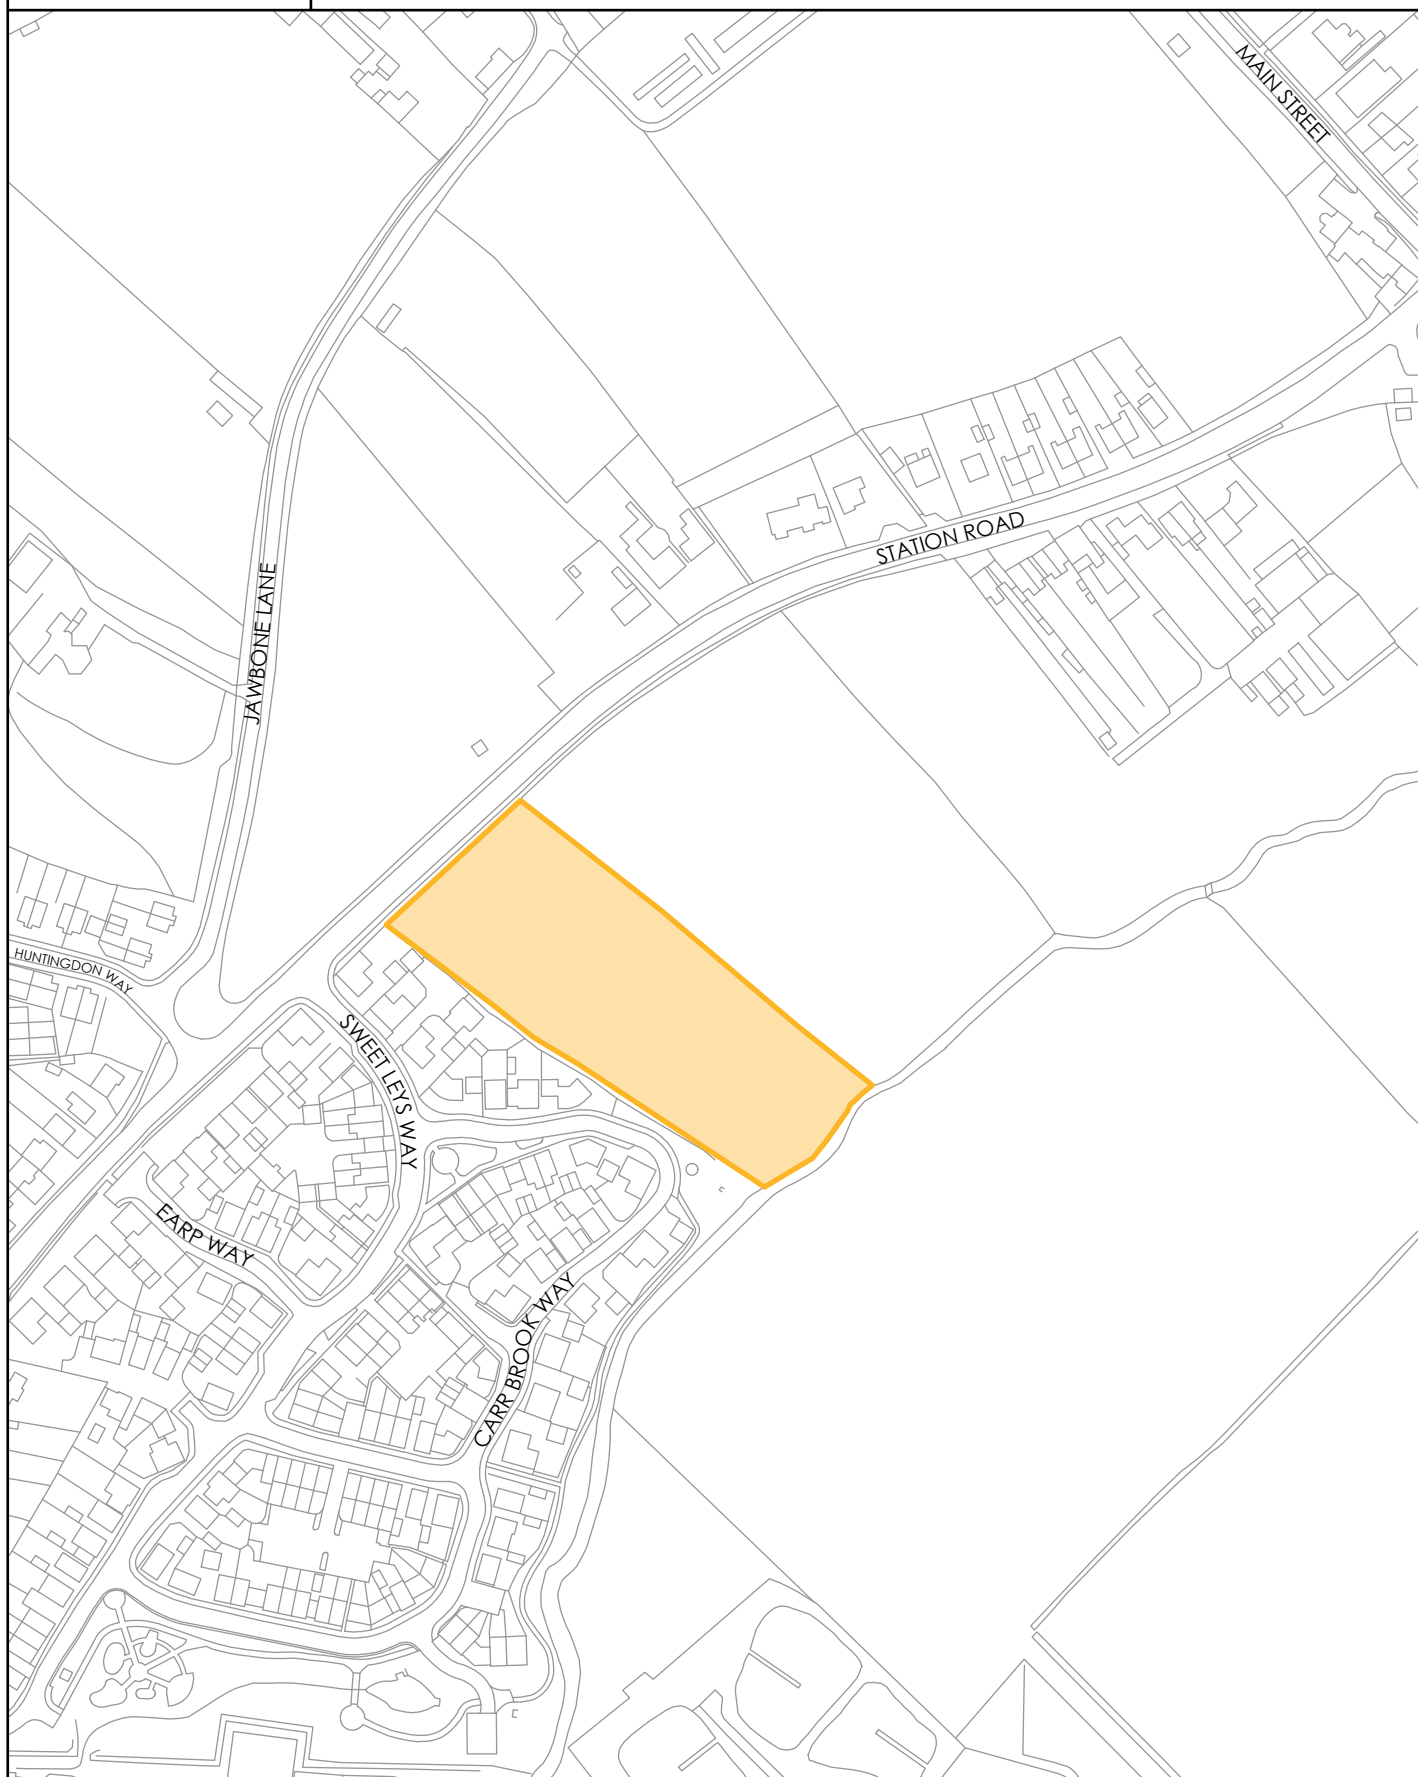 MAIN STREET
STATION ROAD
JAWBONE LANE
HUNTINGDON WAY
SWEET LEYS WAY
EARP WAY
CARR BROOK WAY